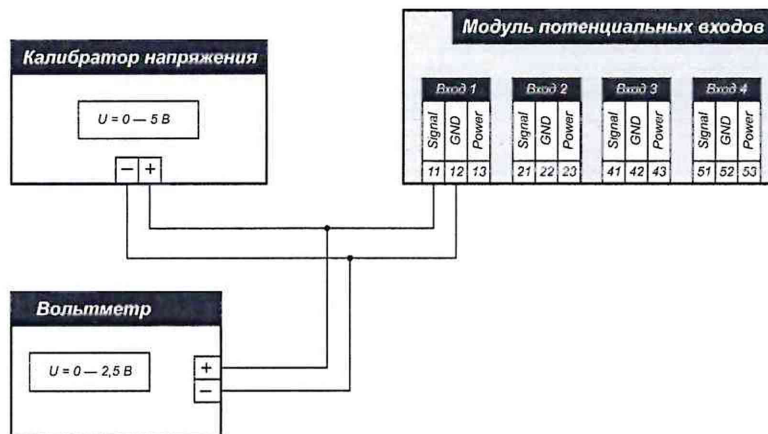 Модуль потенциальных входов
Калибратор напряжения
U = 0 — 5 В
− +
Вход 1 Вход 2 Вход 3 Вход 4
Signal GND Power Signal GND Power Signal GND Power Signal GND Power
11 12 13 21 22 23 41 42 43 51 52 53
Вольтметр
U = 0 — 2,5 В
+
−